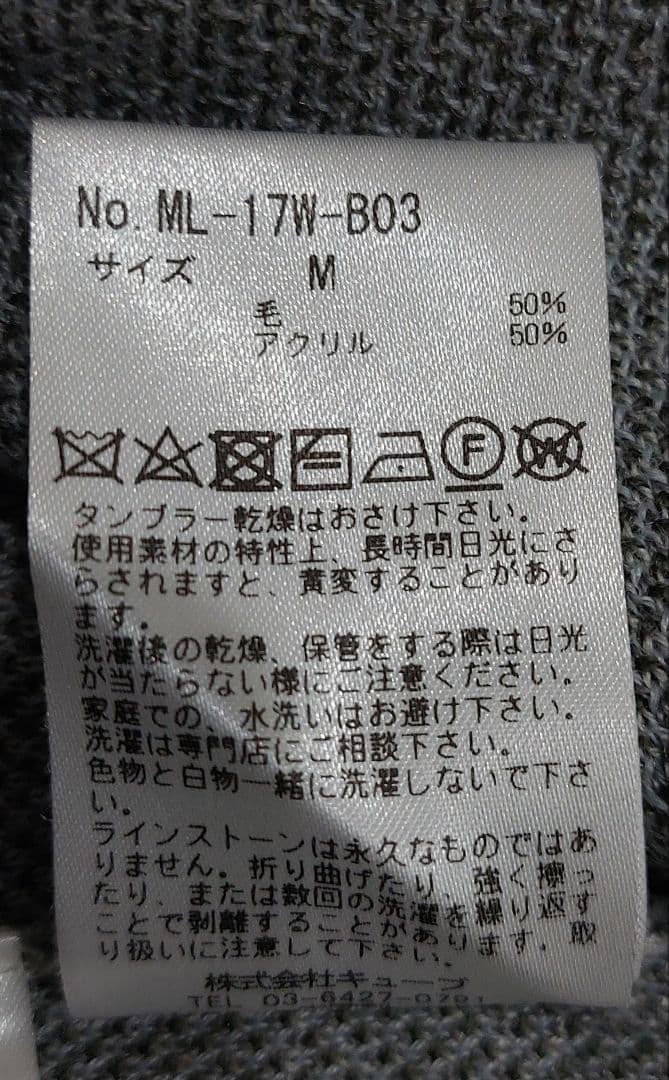 No. ML-17W-B03
サイズ M
毛 50%
アクリル 50%
F
W
タンブラー乾燥はおさけ下さい。
使用素材の特性上、長時間日光にさ
らされますと、黄変することがあり
ます。
洗濯後の乾燥、保管をする際は日光
が当たらない様にご注意ください。
家庭での、水洗いはお避け下さい。
洗濯は専門店にご相談下さい。
色物と白物一緒に洗濯しないで下さ
い。
ラインストーンは永久なものではあ
りません。折り曲げたり、強く擦っ
たり、または数回の洗濯を繰り返す
ことで剥離することがあります。取
り扱いに注意して下さい。
株式会社キューブ
TEL 03-6427-0791